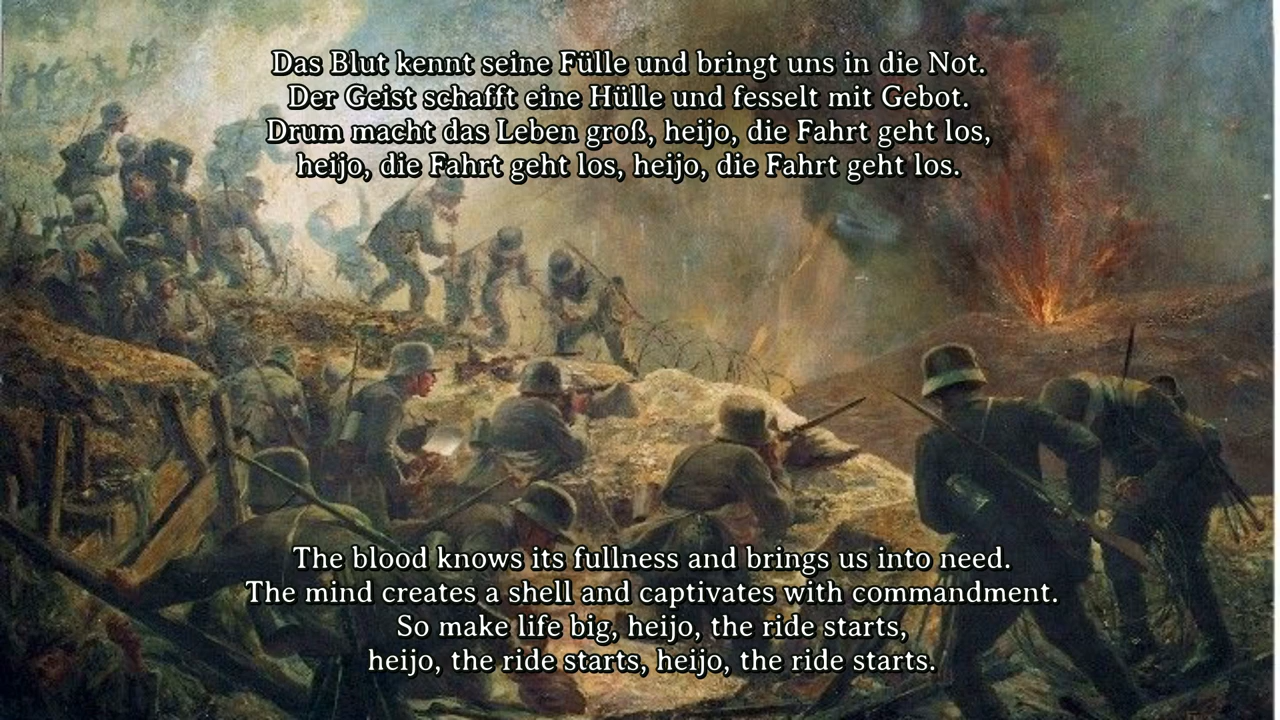 Das Blut kennt seine Fülle und bringt uns in die Not.
Der Geist schafft eine Hülle und fesselt mit Gebot.
Drum macht das Leben groß, heijo, die Fahrt geht los,
heijo, die Fahrt geht los, heijo, die Fahrt geht los.
The blood knows its fullness and brings us into need.
The mind creates a shell and captivates with commandment.
So make life big, heijo, the ride starts,
heijo, the ride starts, heijo, the ride starts.